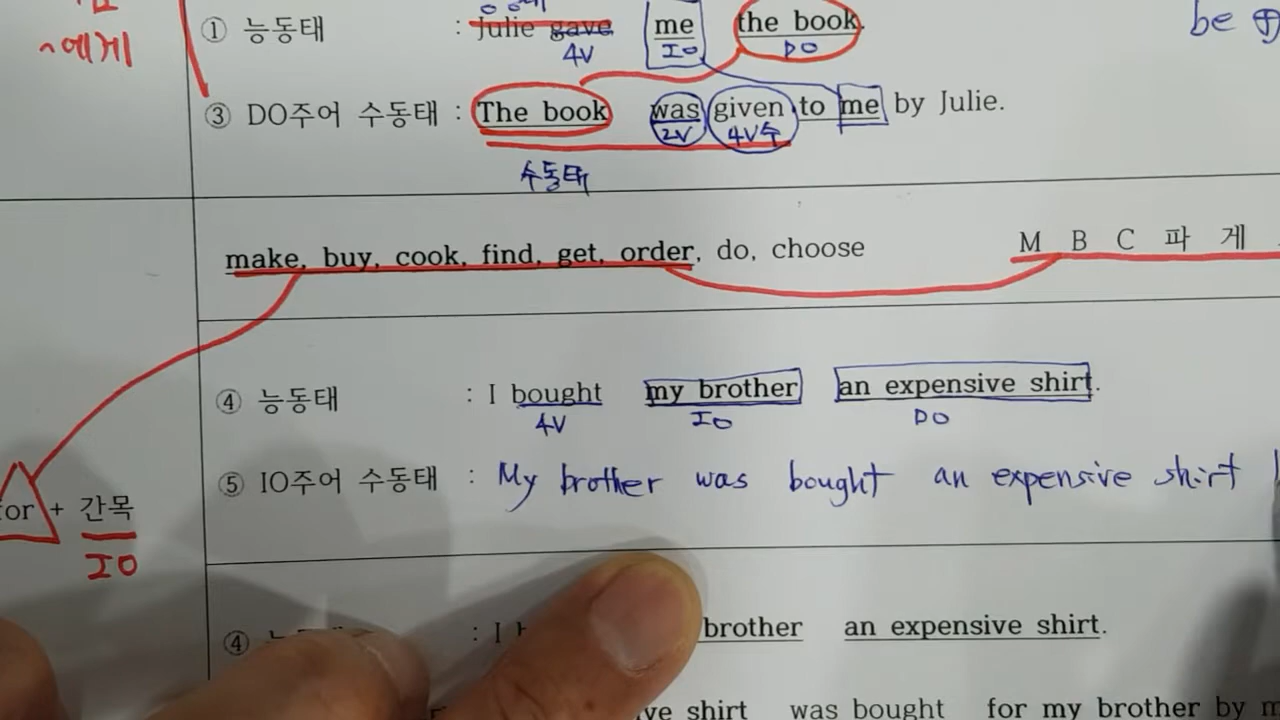 ① 능동태 : Julie gave me the book. be
~에게 4V IO DO
③ DO주어 수동태 : The book was given to me by Julie.
2V 4V수
수동태
make, buy, cook, find, get, order, do, choose M B C 파 게
④ 능동태 : I bought my brother an expensive shirt.
4V IO DO
⑤ IO주어 수동태 : My brother was bought an expensive shirt
for + 간목
IO
④ : I brother an expensive shirt.
shirt was bought for my brother by